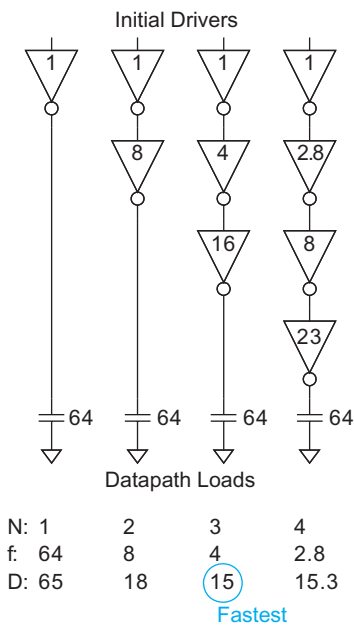 Initial Drivers
1 1 1 1
8 4 2.8
16 8
23
64 64 64 64
Datapath Loads
N: 1 2 3 4
f: 64 8 4 2.8
D: 65 18 15 15.3
Fastest